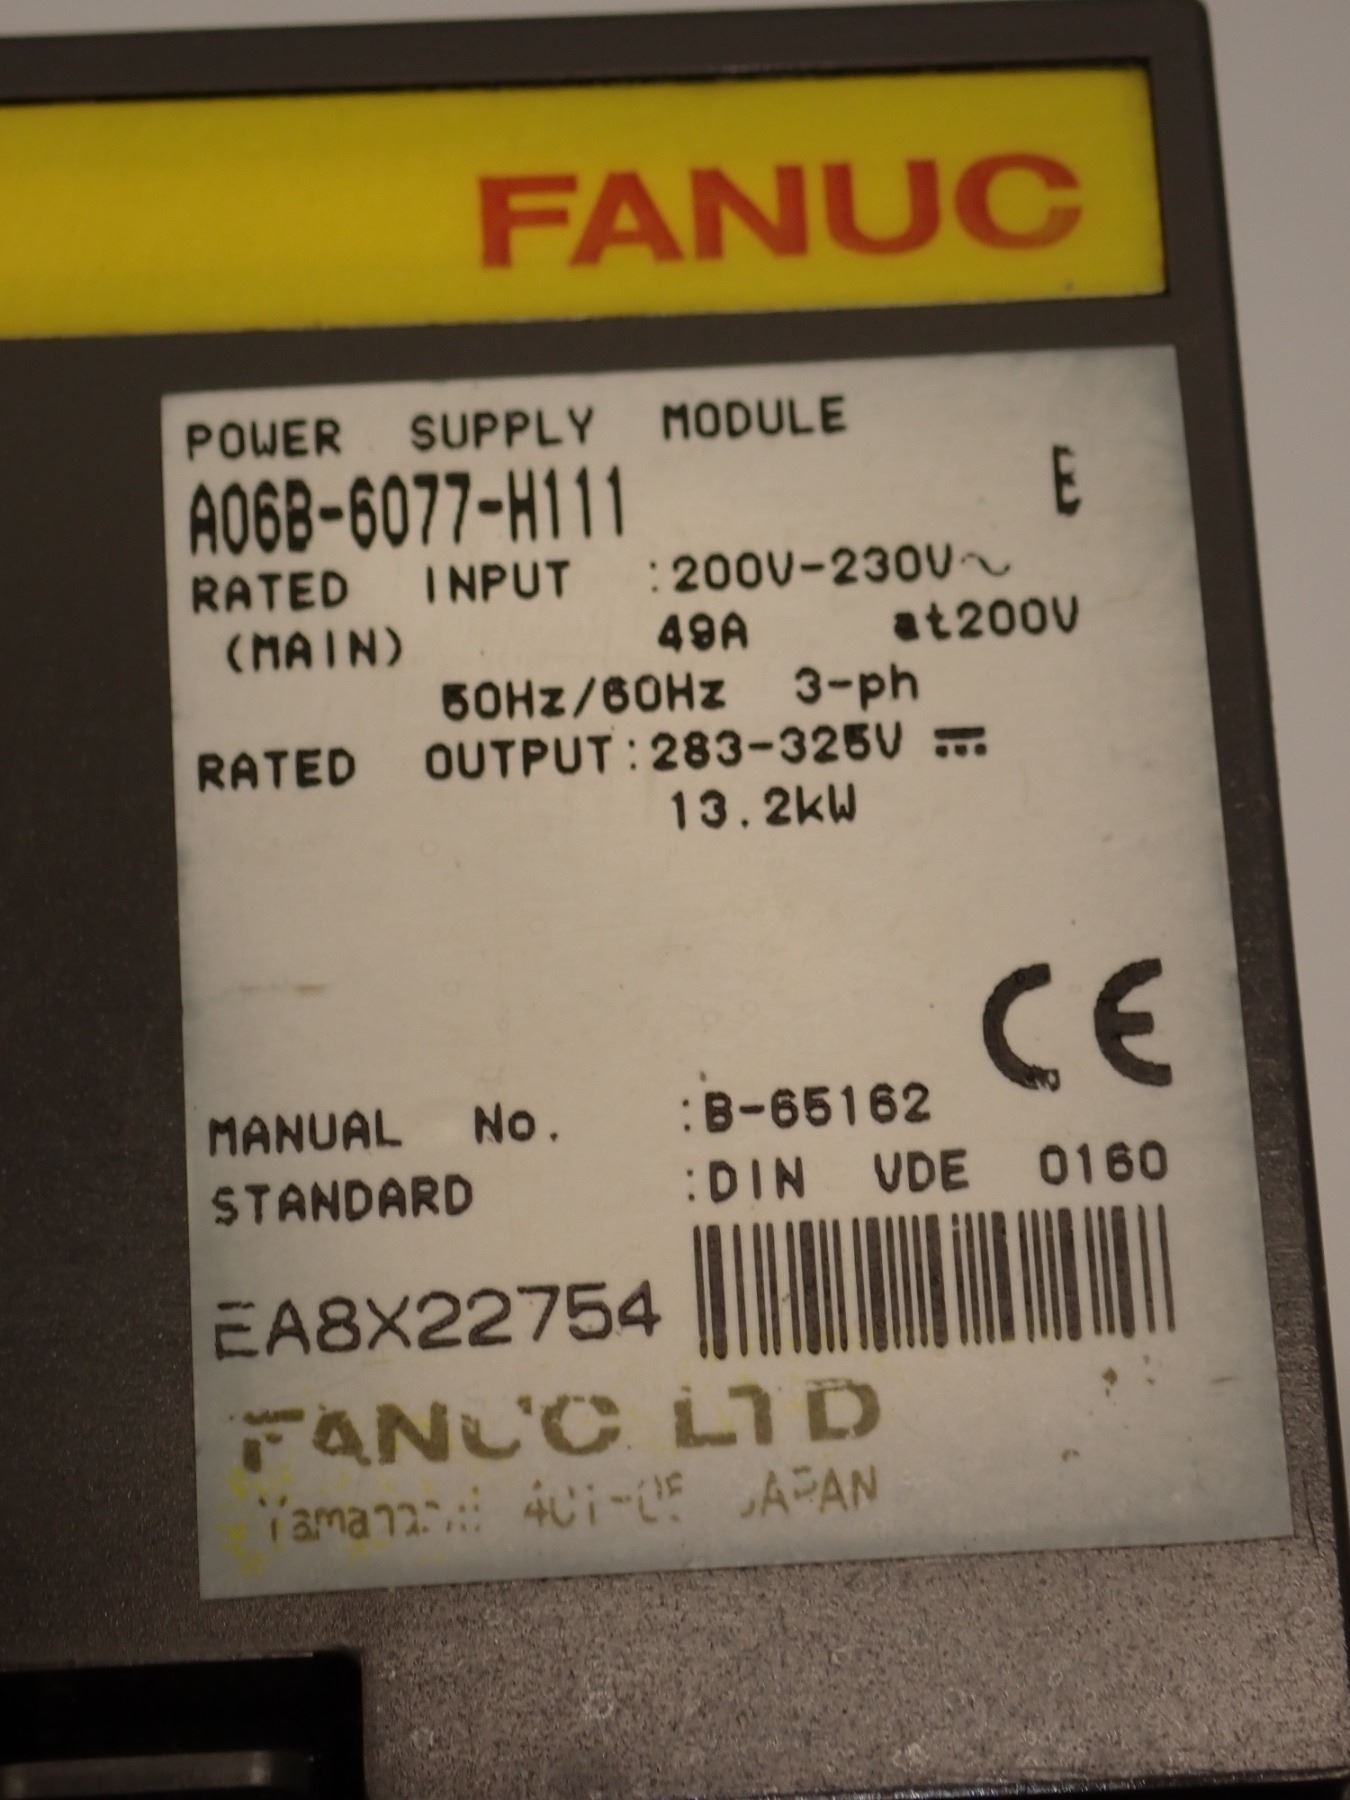 FANUC
POWER SUPPLY MODULE
A06B-6077-H111 E
RATED INPUT :200V-230V~
(MAIN) 49A at200V
50Hz/60Hz 3-ph
RATED OUTPUT:283-325V ⎓
13.2kW
CE
MANUAL No. :B-65162
STANDARD :DIN VDE 0160
EA8X22754
FANUC LTD
JAPAN